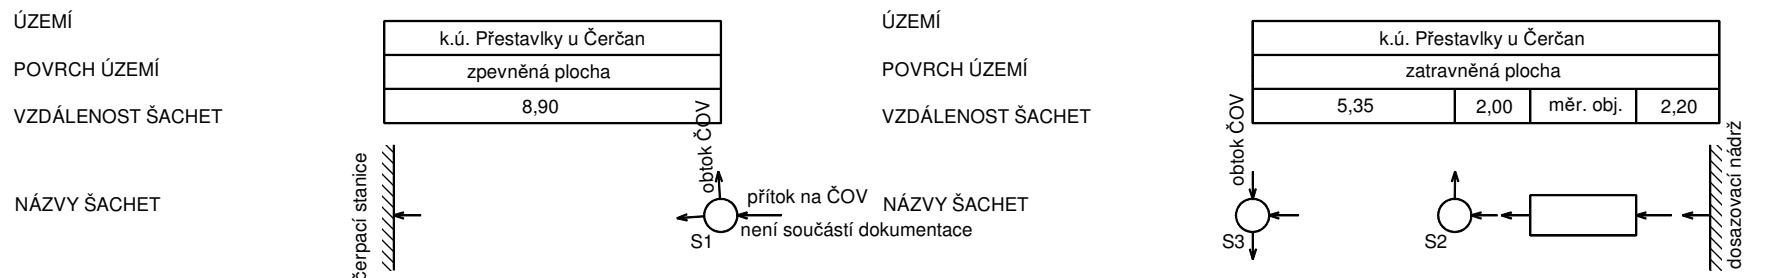 ÚZEMÍ
k.ú. Přestavlky u Čerčan
POVRCH ÚZEMÍ
zpevněná plocha
VZDÁLENOST ŠACHET
8,90
NÁZVY ŠACHET
čerpací stanice
obtok ČOV
přítok na ČOV
není součástí dokumentace
S1
ÚZEMÍ
k.ú. Přestavlky u Čerčan
POVRCH ÚZEMÍ
zatravněná plocha
VZDÁLENOST ŠACHET
5,35 2,00 měr. obj. 2,20
NÁZVY ŠACHET
obtok ČOV
S3
S2
dosazovací nádrž